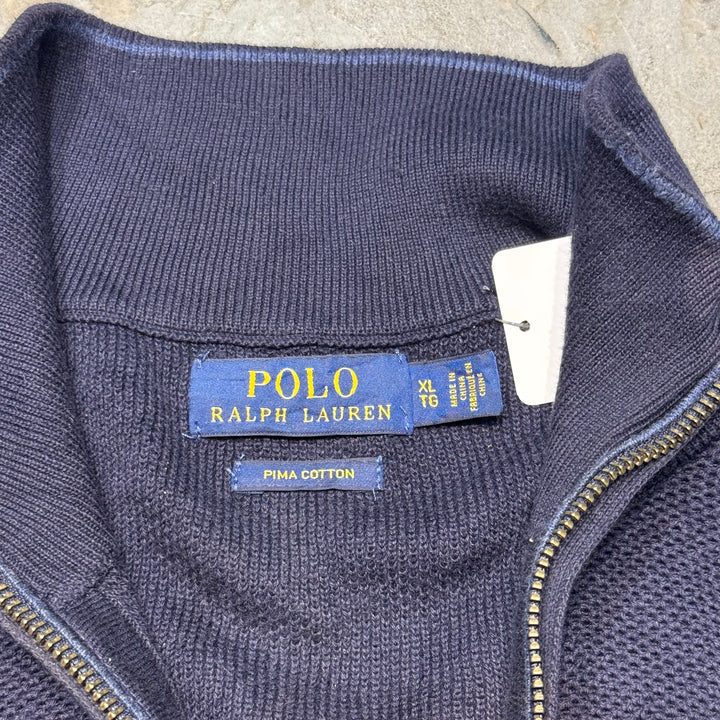 POLO
RALPH LAUREN
XL
TG
MADE IN
CHINA
FABRIQUÉ EN
CHINE
PIMA COTTON